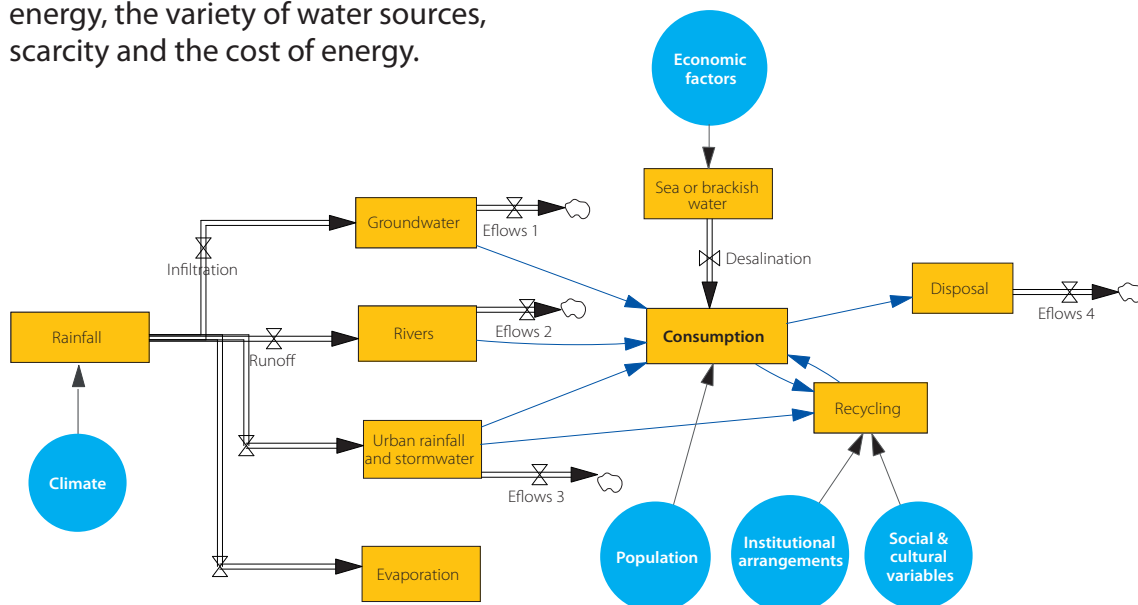 energy, the variety of water sources,
scarcity and the cost of energy.
Economic
factors
Sea or brackish
water
Groundwater
Eflows 1
Desalination
Infiltration
Disposal
Eflows 4
Rainfall
Runoff
Rivers
Eflows 2
Consumption
Recycling
Urban rainfall
and stormwater
Eflows 3
Climate
Population
Institutional
arrangements
Social &
cultural
variables
Evaporation